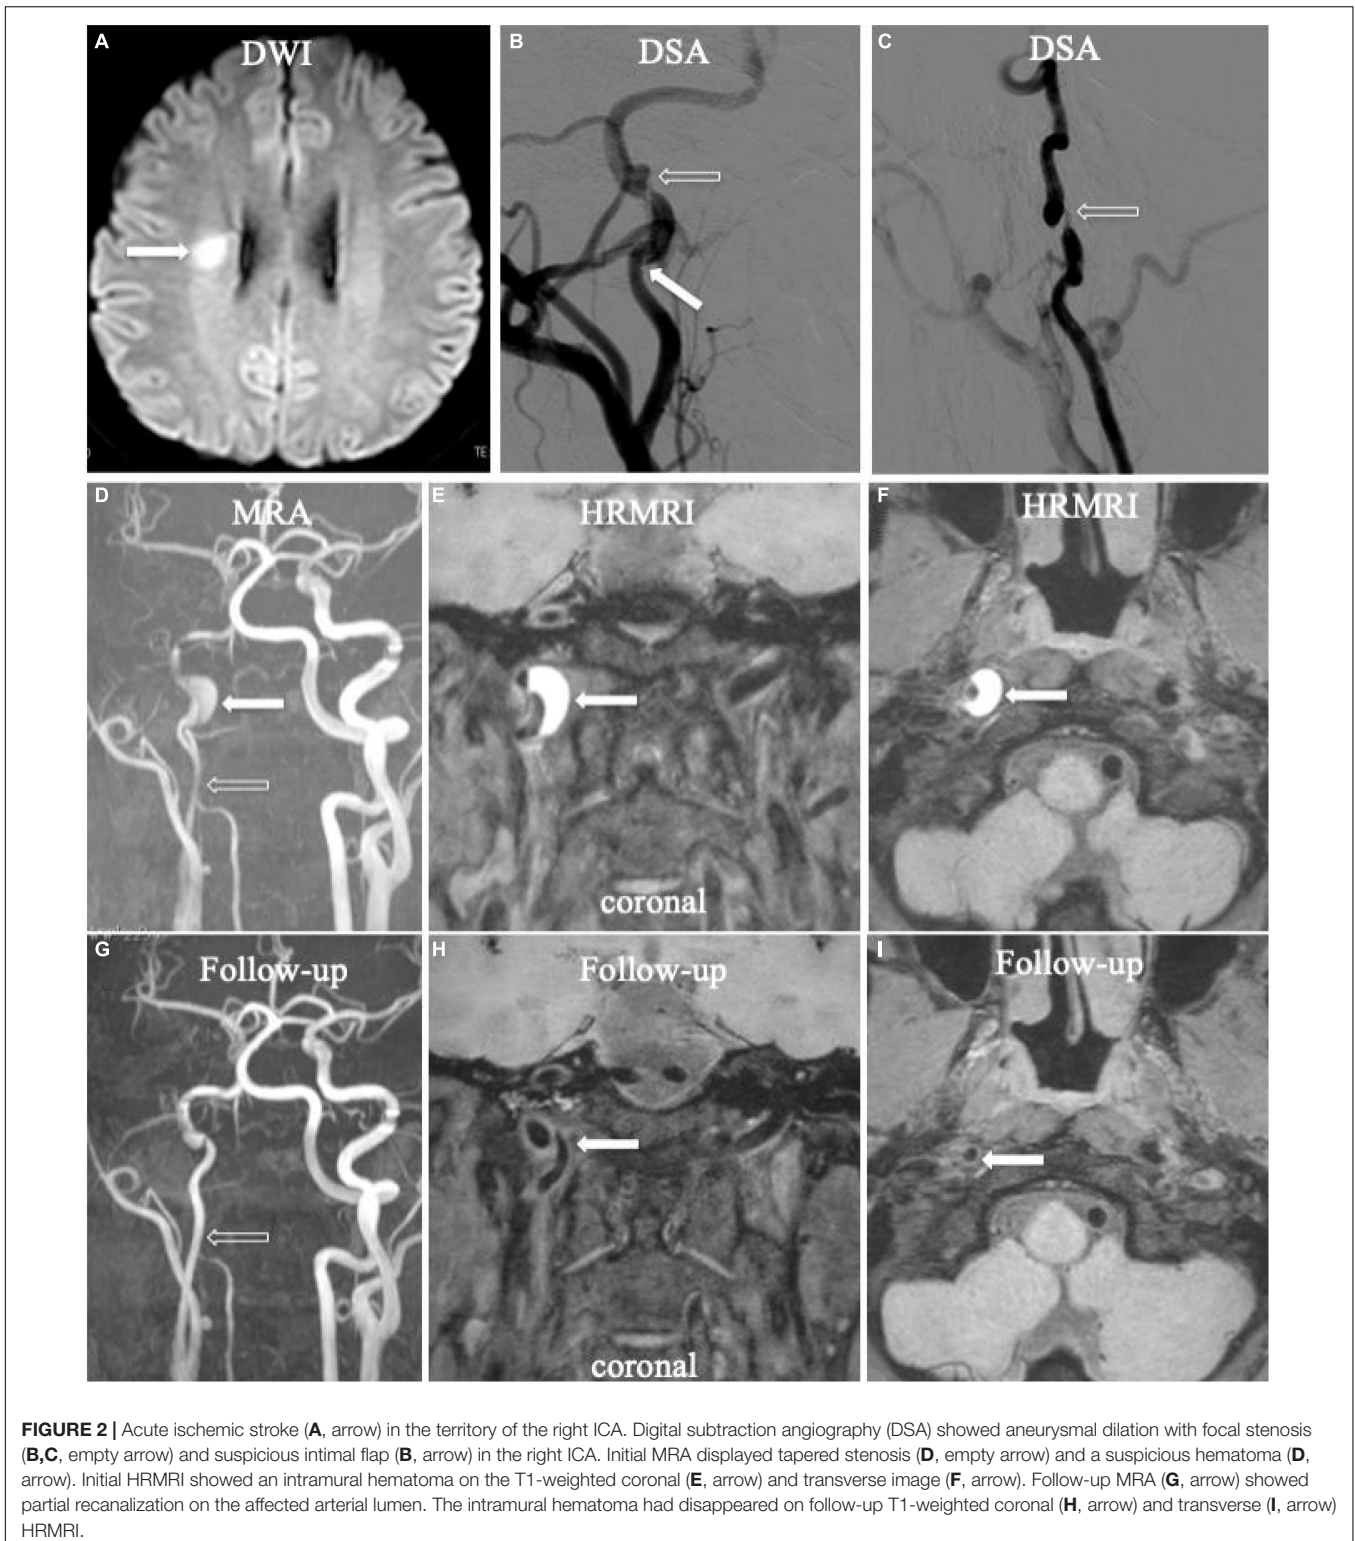 A
DWI
TE
B
DSA
C
DSA
D
MRA
E
HRMRI
coronal
F
HRMRI
G
Follow-up
H
Follow-up
coronal
I
Follow-up
FIGURE 2 | Acute ischemic stroke (A, arrow) in the territory of the right ICA. Digital subtraction angiography (DSA) showed aneurysmal dilation with focal stenosis
(B,C, empty arrow) and suspicious intimal flap (B, arrow) in the right ICA. Initial MRA displayed tapered stenosis (D, empty arrow) and a suspicious hematoma (D,
arrow). Initial HRMRI showed an intramural hematoma on the T1-weighted coronal (E, arrow) and transverse image (F, arrow). Follow-up MRA (G, arrow) showed
partial recanalization on the affected arterial lumen. The intramural hematoma had disappeared on follow-up T1-weighted coronal (H, arrow) and transverse (I, arrow)
HRMRI.